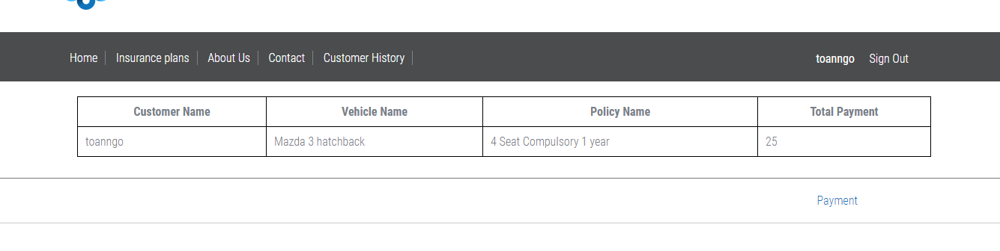 Home Insurance plans About Us Contact Customer History toanngo Sign Out
Customer Name Vehicle Name Policy Name Total Payment
toanngo Mazda 3 hatchback 4 Seat Compulsory 1 year 25
Payment